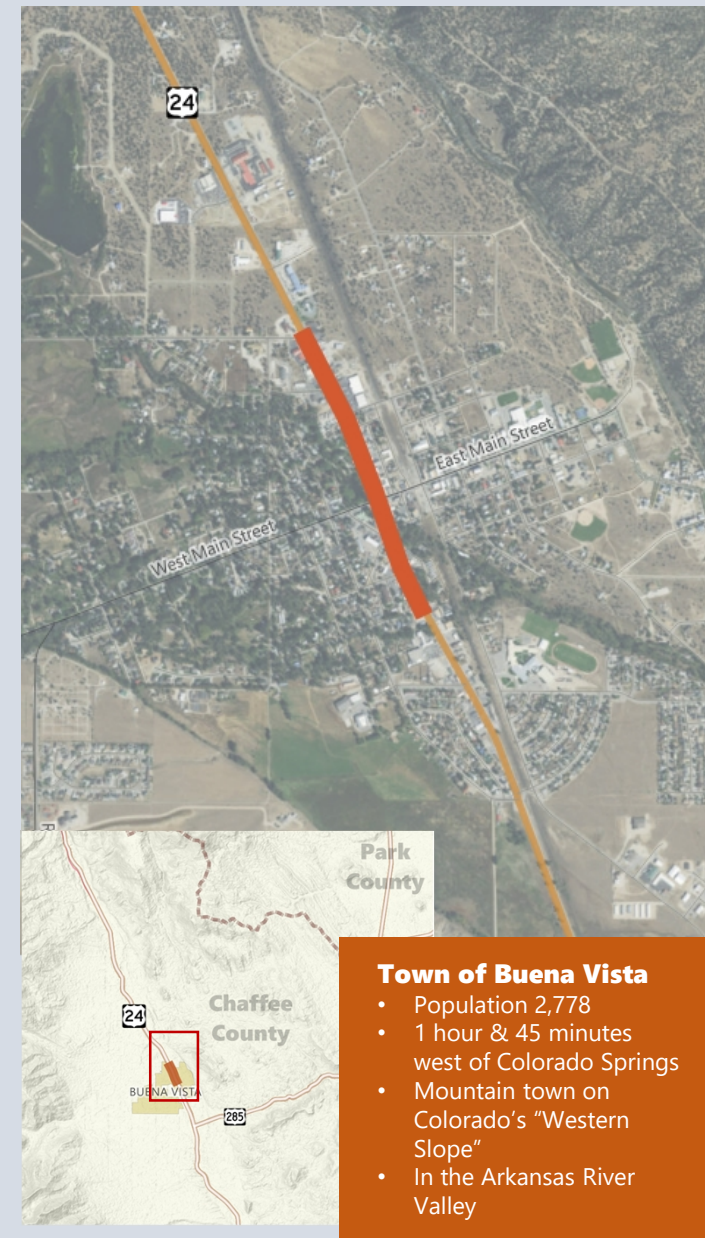 24
East Main Street
West Main Street
R
Park
County
Chaffee
County
24
BUENA VISTA
285
Town of Buena Vista
• Population 2,778
• 1 hour & 45 minutes
west of Colorado Springs
• Mountain town on
Colorado’s “Western
Slope”
• In the Arkansas River
Valley